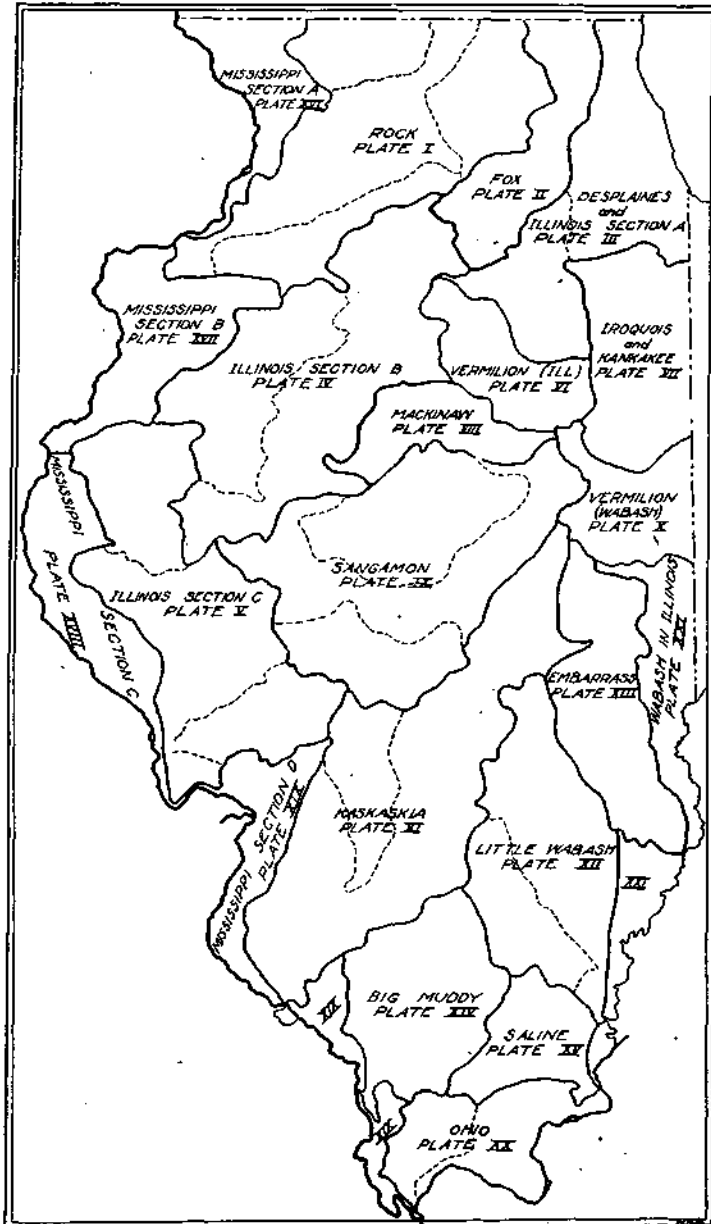 MISSISSIPPI
SECTION A
PLATE XVI
ROCK
PLATE I
FOX
PLATE II
DESPLAINES
and
ILLINOIS SECTION A
PLATE III
MISSISSIPPI
SECTION B
PLATE XVII
ILLINOIS SECTION B
PLATE IV
VERMILION (ILL)
PLATE VI
IROQUOIS
and
KANKAKEE
PLATE VII
MACKINAW
PLATE VIII
MISSISSIPPI
SECTION C
PLATE XVIII
VERMILION
(WABASH)
PLATE X
SANGAMON
PLATE IX
ILLINOIS SECTION C
PLATE V
WABASH IN ILLINOIS
PLATE XXI
EMBARRASS
PLATE XIII
MISSISSIPPI SECTION D
PLATE XIX
KASKASKIA
PLATE XI
LITTLE WABASH
PLATE XII
XXI
XIX
BIG MUDDY
PLATE XIV
SALINE
PLATE XV
OHIO
PLATE XX